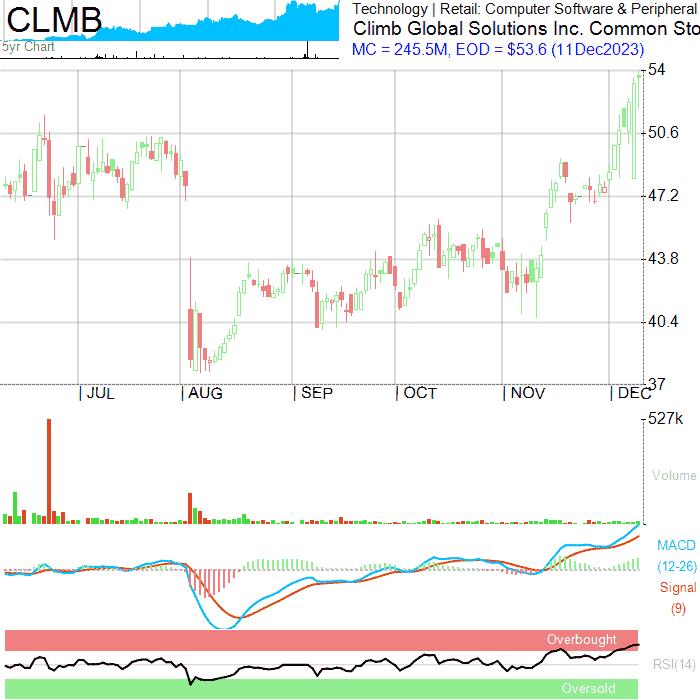 CLMB
Technology | Retail: Computer Software & Peripheral
Climb Global Solutions Inc. Common Sto
5yr Chart
MC = 245.5M, EOD = $53.6 (11Dec2023)
54
50.6
47.2
43.8
40.4
37
JUL
AUG
SEP
OCT
NOV
DEC
527k
Volume
MACD
(12-26)
Signal
(9)
Overbought
RSI(14)
Oversold